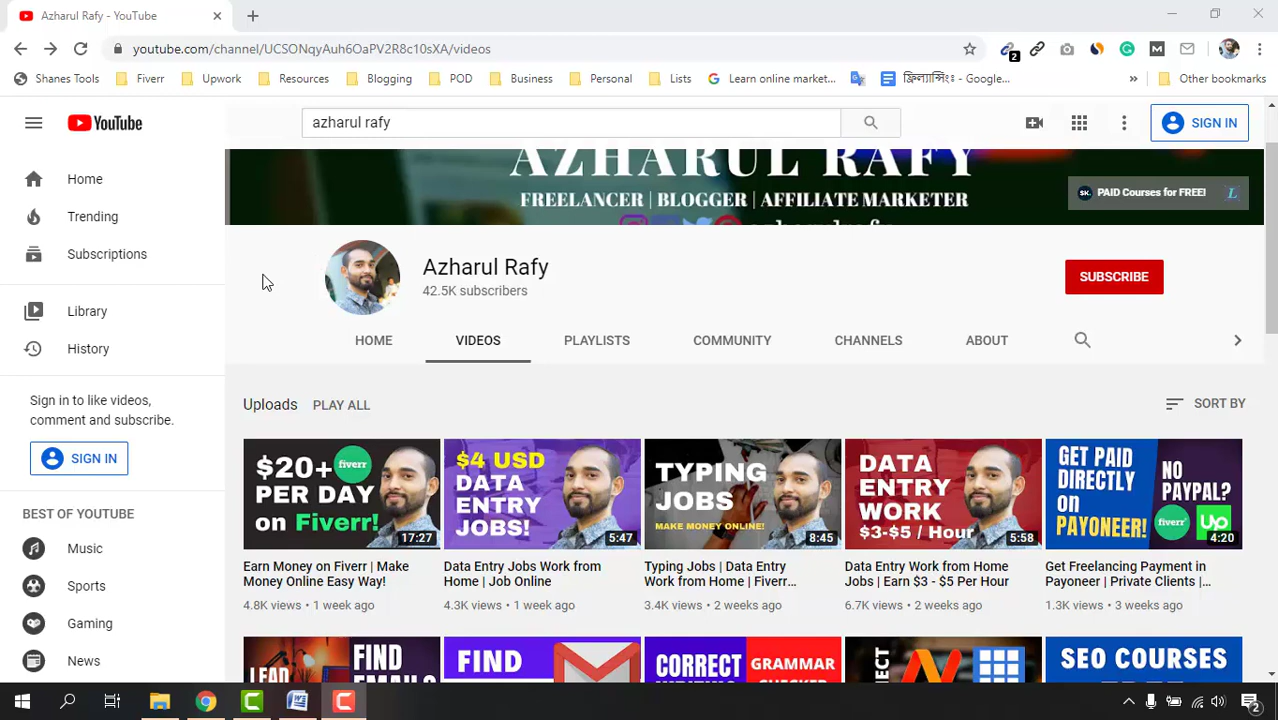 Azharul Rafy - YouTube
youtube.com/channel/UCSONqyAuh6OaPV2R8c10sXA/videos
2
M
Shanes Tools
Fiverr
Upwork
Resources
Blogging
POD
Business
Personal
Lists
Learn online market...
ফ্রিল্যান্সিংঃ - Google...
»
Other bookmarks
YouTube
azharul rafy
SIGN IN
AZHARUL RAFY
FREELANCER | BLOGGER | AFFILIATE MARKETER
SK. PAID Courses for FREE! L
Home
Trending
Subscriptions
Library
History
Sign in to like videos,
comment and subscribe.
SIGN IN
BEST OF YOUTUBE
Music
Sports
Gaming
News
Azharul Rafy
42.5K subscribers
SUBSCRIBE
HOME
VIDEOS
PLAYLISTS
COMMUNITY
CHANNELS
ABOUT
Uploads
PLAY ALL
SORT BY
$20+ fiverr
PER DAY
on Fiverr!
17:27
Earn Money on Fiverr | Make
Money Online Easy Way!
4.8K views • 1 week ago
$4 USD
DATA
ENTRY
JOBS!
5:47
Data Entry Jobs Work from
Home | Job Online
4.3K views • 1 week ago
TYPING
JOBS
MAKE MONEY ONLINE!
8:45
Typing Jobs | Data Entry
Work from Home | Fiverr...
3.4K views • 2 weeks ago
DATA
ENTRY
WORK
$3-$5 / Hour
5:58
Data Entry Work from Home
Jobs | Earn $3 - $5 Per Hour
6.7K views • 2 weeks ago
GET PAID
DIRECTLY
on
PAYONEER!
NO
PAYPAL?
fiverr
Up
4:20
Get Freelancing Payment in
Payoneer | Private Clients |...
1.3K views • 3 weeks ago
LEAD
FIND
EMAILS
FIND
CORRECT
GRAMMAR
CHECKER
SEO COURSES
2